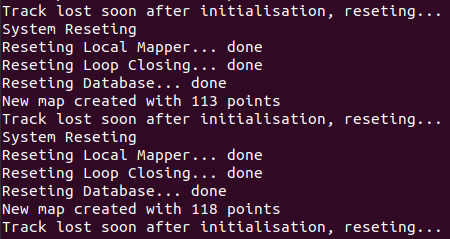 Track lost soon after initialisation, reseting...
System Reseting
Reseting Local Mapper... done
Reseting Loop Closing... done
Reseting Database... done
New map created with 113 points
Track lost soon after initialisation, reseting...
System Reseting
Reseting Local Mapper... done
Reseting Loop Closing... done
Reseting Database... done
New map created with 118 points
Track lost soon after initialisation, reseting...